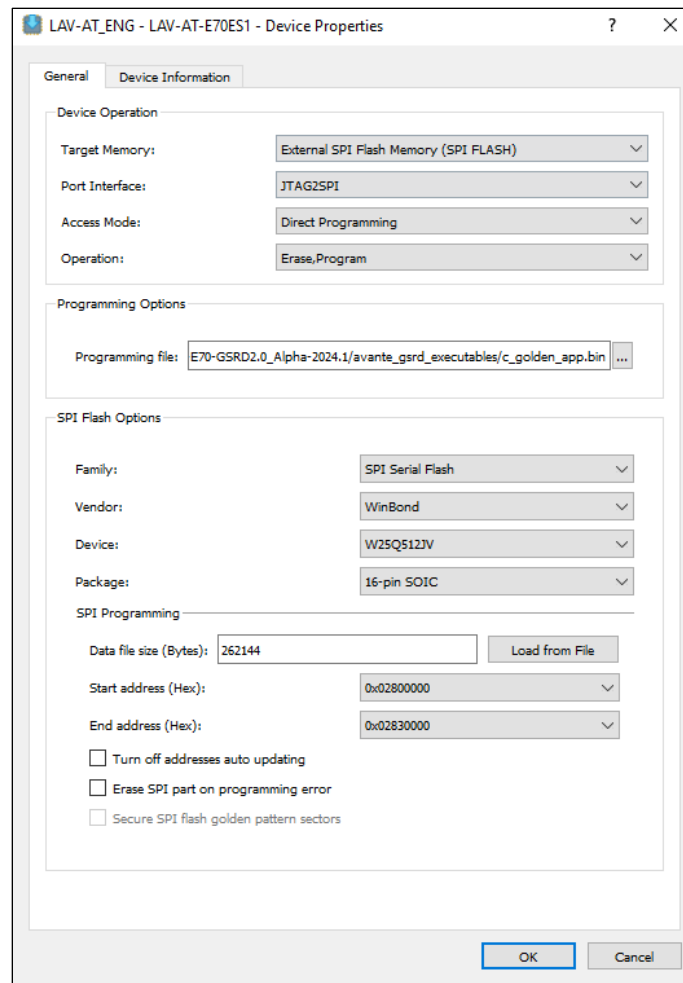 LAV-AT_ENG - LAV-AT-E70ES1 - Device Properties ?
General Device Information
Device Operation
Target Memory: External SPI Flash Memory (SPI FLASH)
Port Interface: JTAG2SPI
Access Mode: Direct Programming
Operation: Erase,Program
Programming Options
Programming file: E70-GSRD2.0_Alpha-2024.1/avante_gsrd_executables/c_golden_app.bin ...
SPI Flash Options
Family: SPI Serial Flash
Vendor: WinBond
Device: W25Q512JV
Package: 16-pin SOIC
SPI Programming
Data file size (Bytes): 262144 Load from File
Start address (Hex): 0x02800000
End address (Hex): 0x02830000
Turn off addresses auto updating
Erase SPI part on programming error
Secure SPI flash golden pattern sectors
OK Cancel